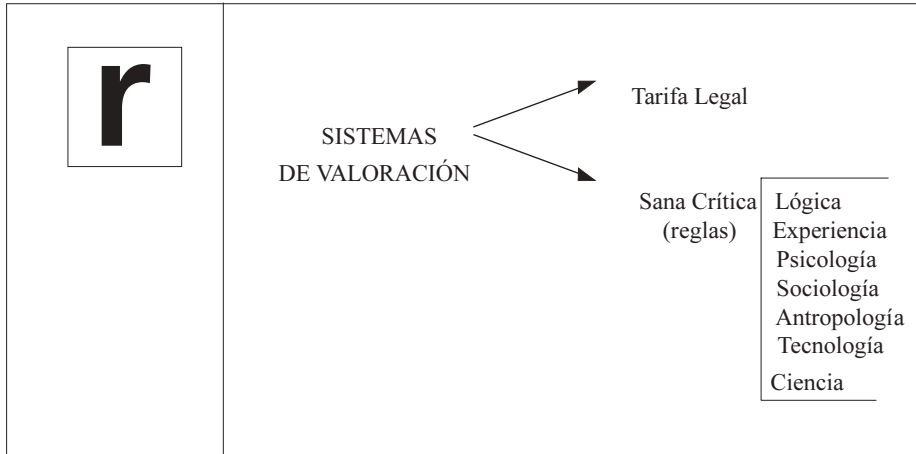 r
SISTEMAS
DE VALORACIÓN
Tarifa Legal
Sana Crítica
(reglas)
Lógica
Experiencia
Psicología
Sociología
Antropología
Tecnología
Ciencia